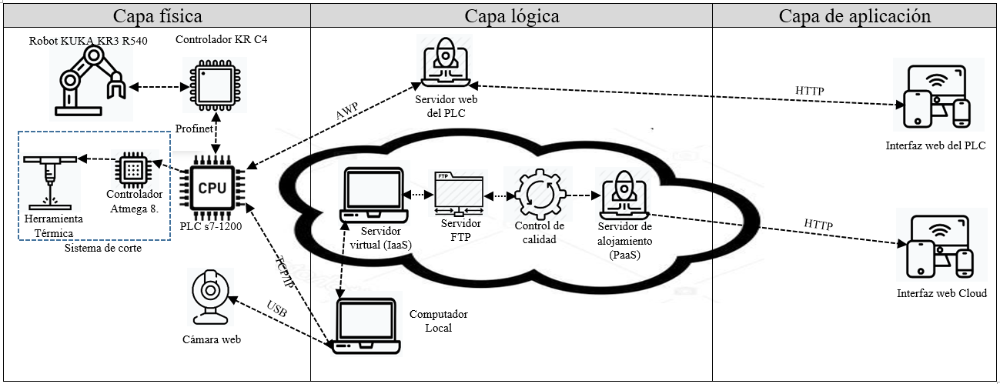 Capa física
Capa lógica
Capa de aplicación
Robot KUKA KR3 R540
Controlador KR C4
Profinet
Controlador
Atmega 8.
Herramienta
Térmica
Sistema de corte
CPU
PLC s7-1200
Cámara web
AWP
TCP/IP
USB
Servidor web
del PLC
Servidor
virtual (IaaS)
FTP
Servidor
FTP
Control de
calidad
Servidor de
alojamiento
(PaaS)
Computador
Local
HTTP
Interfaz web del PLC
HTTP
Interfaz web Cloud